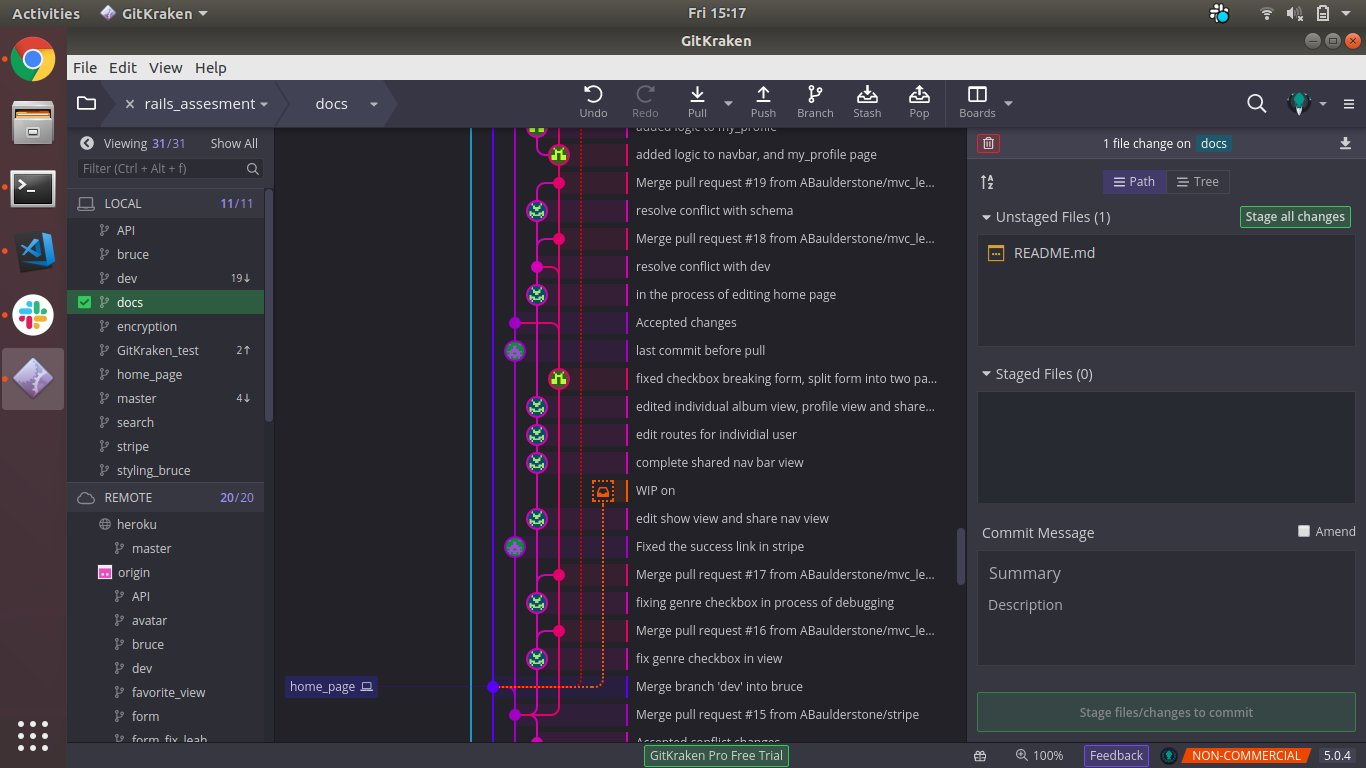 Activities
GitKraken
Fri 15:17
GitKraken
File Edit View Help
rails_assesment
docs
Undo
Redo
Pull
Push
Branch
Stash
Pop
Boards
Viewing 31/31 Show All
Filter (Ctrl + Alt + f)
LOCAL 11/11
API
bruce
dev 19↓
docs
encryption
GitKraken_test 2↑
home_page
master 4↓
search
stripe
styling_bruce
REMOTE 20/20
heroku
master
origin
API
avatar
bruce
dev
favorite_view
form
form_fix_leah
home_page
added logic to my_profile
added logic to navbar, and my_profile page
Merge pull request #19 from ABaulderstone/mvc_le...
resolve conflict with schema
Merge pull request #18 from ABaulderstone/mvc_le...
resolve conflict with dev
in the process of editing home page
Accepted changes
last commit before pull
fixed checkbox breaking form, split form into two pa...
edited individual album view, profile view and share...
edit routes for individial user
complete shared nav bar view
WIP on
edit show view and share nav view
Fixed the success link in stripe
Merge pull request #17 from ABaulderstone/mvc_le...
fixing genre checkbox in process of debugging
Merge pull request #16 from ABaulderstone/mvc_le...
fix genre checkbox in view
Merge branch 'dev' into bruce
Merge pull request #15 from ABaulderstone/stripe
Accepted conflict changes
1 file change on docs
Path
Tree
Unstaged Files (1)
Stage all changes
README.md
Staged Files (0)
Commit Message
Amend
Summary
Description
Stage files/changes to commit
GitKraken Pro Free Trial
100%
Feedback
NON-COMMERCIAL
5.0.4